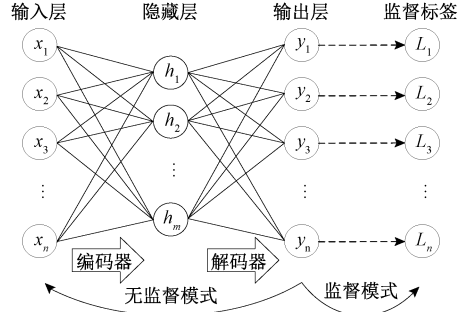 输入层 隐藏层 输出层 监督标签
x1 y1 L1
h1
x2 y2 L2
h2
x3 y3 L3
⋮ ⋮ ⋮ ⋮
hm
xn yn Ln
编码器 解码器
无监督模式 监督模式